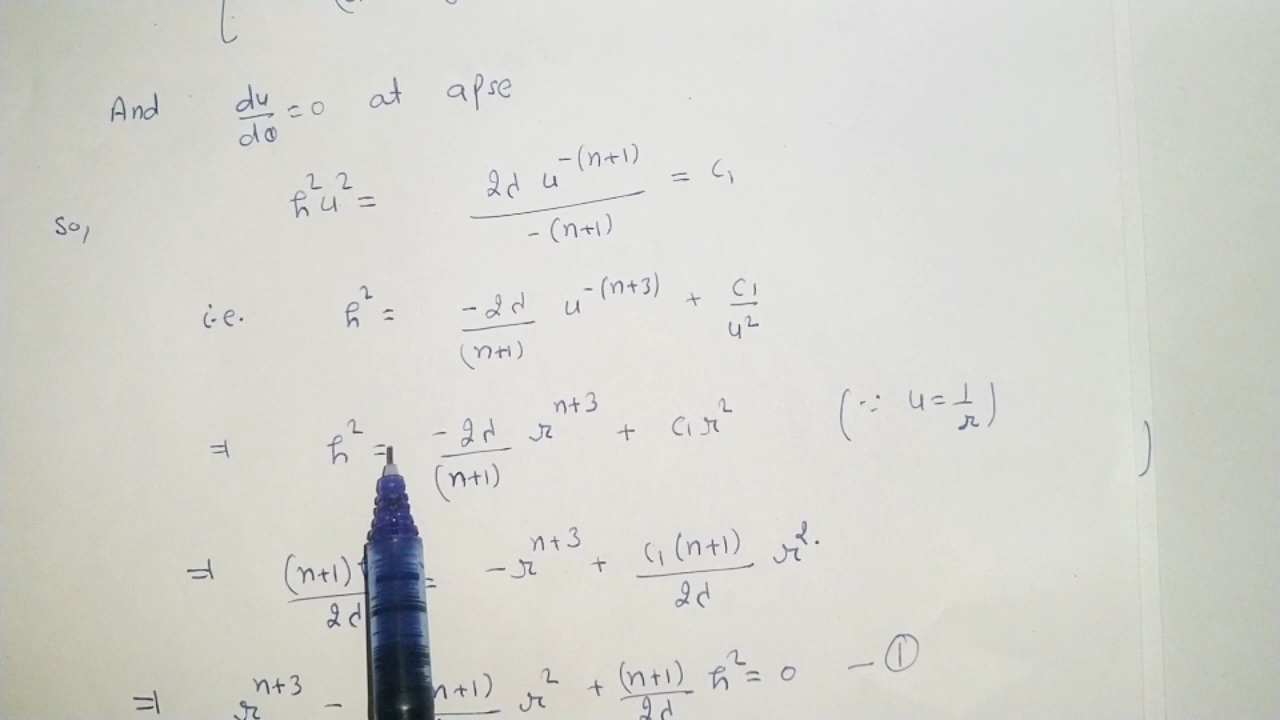 And du/dθ = 0 at apse
So, h²u² = 2d u^-(n+1) / -(n+1) = C₁
i.e. h² = -2d/(n+1) u^-(n+3) + C₁/u²
⇒ h² = -2d/(n+1) r^n+3 + C₁r² (∵ u = 1/r)
⇒ (n+1) / 2d = -r^n+3 + C₁(n+1)/2d r².
⇒ r^n+3 - n+1) r² + (n+1)/2d h² = 0 - ①